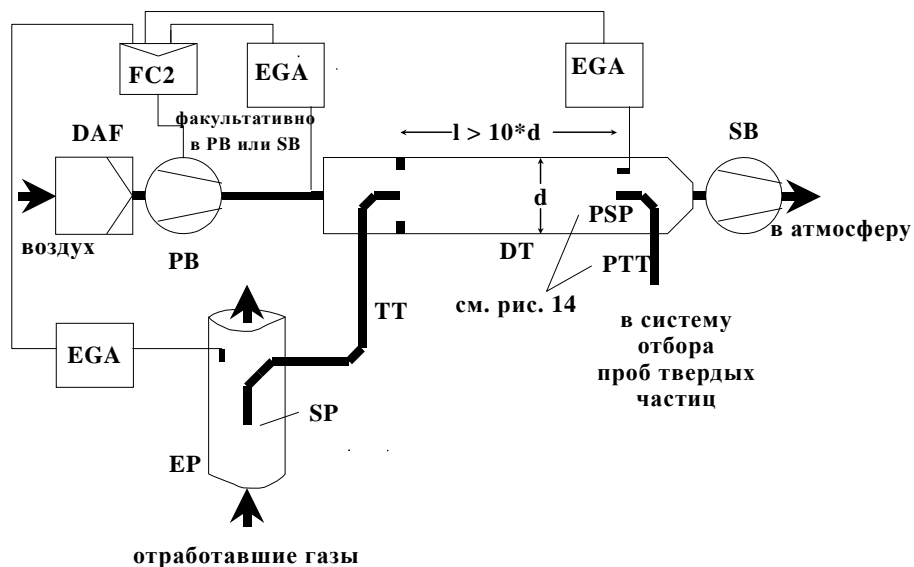 FC2
EGA
EGA
DAF
факультативно
в PB или SB
l > 10*d
SB
d
PSP
воздух
PB
DT
в атмосферу
PTT
см. рис. 14
TT
EGA
в систему
отбора
проб твердых
частиц
SP
EP
отработавшие газы